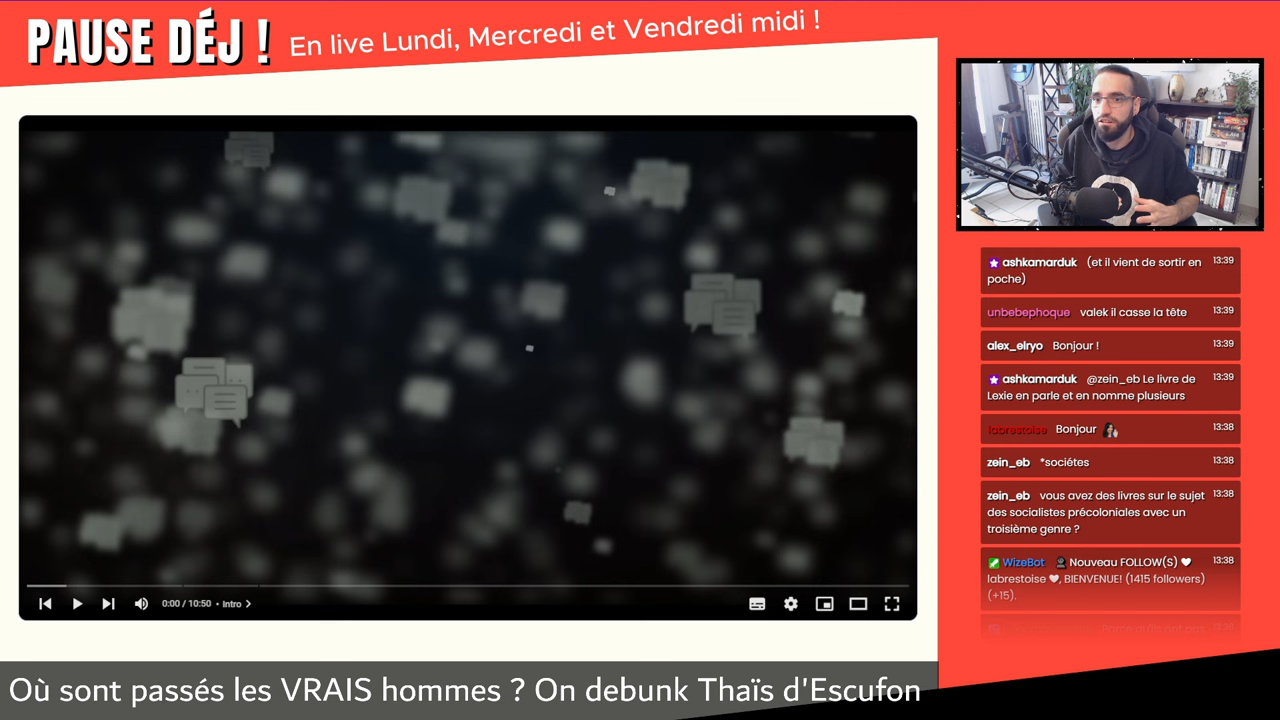 PAUSE DÉJ !
En live Lundi, Mercredi et Vendredi midi !
ashkamarduk (et il vient de sortir en 13:39
poche)
unbebephoque valek il casse la tête 13:39
alex_elryo Bonjour ! 13:39
ashkamarduk @zein_eb Le livre de 13:39
Lexie en parle et en nomme plusieurs
labrestoise Bonjour 13:38
zein_eb *sociétes 13:38
zein_eb vous avez des livres sur le sujet 13:38
des socialistes précoloniales avec un
troisième genre ?
WizeBot Nouveau FOLLOW(S) 13:38
labrestoise , BIENVENUE! (1415 followers)
(+15).
0:00 / 10:50 • Intro
Où sont passés les VRAIS hommes ? On debunk Thaïs d'Escufon